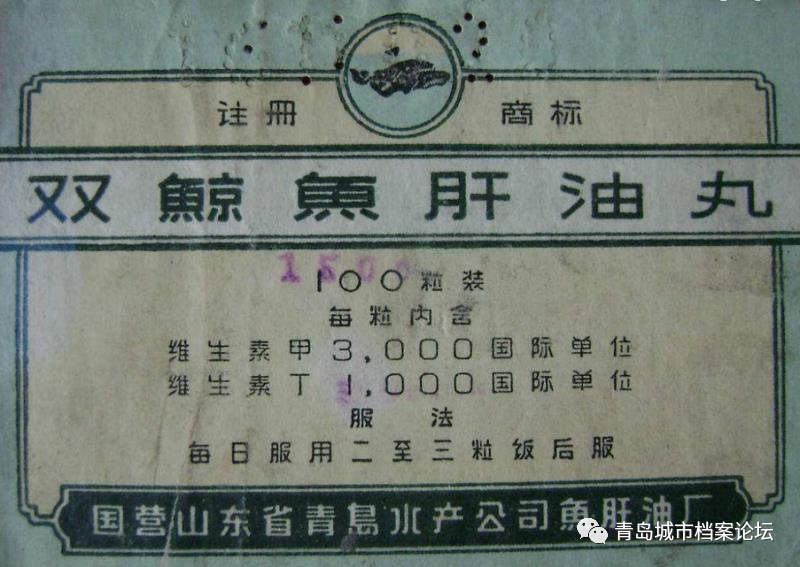 注册 商标
双鲸魚肝油丸
100粒装
每粒内含
维生素甲3,000国际单位
维生素丁1,000国际单位
服 法
每日服用二至三粒饭后服
国营山东省青島水产公司魚肝油厂
青岛城市档案论坛